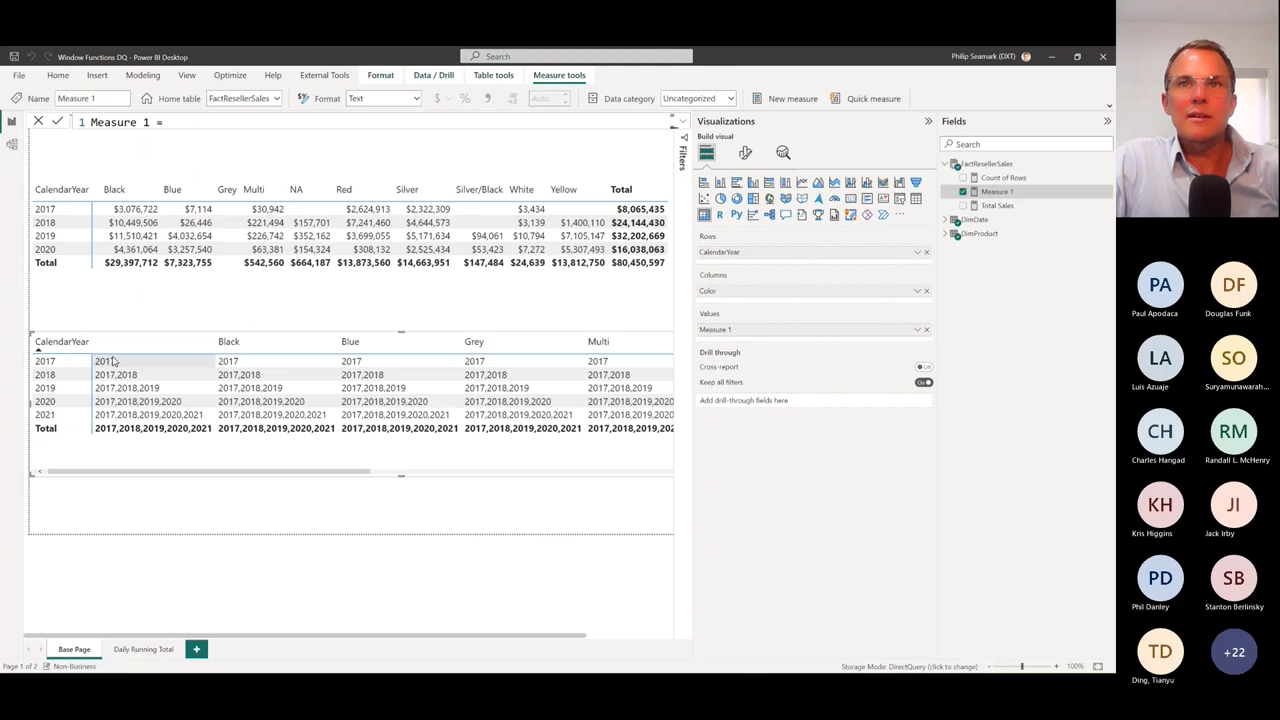 Window Functions DQ - Power BI Desktop
Search
Philip Seamark (DXT)
File Home Insert Modeling View Optimize Help External Tools Format Data / Drill Table tools Measure tools
Name Measure 1 Home table FactResellerSales Format Text $ % 9 Auto Data category Uncategorized New measure Quick measure
1 Measure 1 =
Filters
CalendarYear Black Blue Grey Multi NA Red Silver Silver/Black White Yellow Total
2017 $3,076,722 $7,114 $30,942 $2,624,913 $2,322,309 $3,434 $8,065,435
2018 $10,449,506 $26,446 $221,494 $157,701 $7,241,460 $4,644,573 $3,139 $1,400,110 $24,144,430
2019 $11,510,421 $4,032,654 $226,742 $352,162 $3,699,055 $5,171,634 $94,061 $10,794 $7,105,147 $32,202,669
2020 $4,361,064 $3,257,540 $63,381 $154,324 $308,132 $2,525,434 $53,423 $7,272 $5,307,493 $16,038,063
Total $29,397,712 $7,323,755 $542,560 $664,187 $13,873,560 $14,663,951 $147,484 $24,639 $13,812,750 $80,450,597
CalendarYear Black Blue Grey Multi
2017 2017 2017 2017 2017 2017
2018 2017,2018 2017,2018 2017,2018 2017,2018 2017,2018
2019 2017,2018,2019 2017,2018,2019 2017,2018,2019 2017,2018,2019 2017,2018,2019
2020 2017,2018,2019,2020 2017,2018,2019,2020 2017,2018,2019,2020 2017,2018,2019,2020 2017,2018,2019,2020
2021 2017,2018,2019,2020,2021 2017,2018,2019,2020,2021 2017,2018,2019,2020,2021 2017,2018,2019,2020,2021 2017,2018,2019,202
Total 2017,2018,2019,2020,2021 2017,2018,2019,2020,2021 2017,2018,2019,2020,2021 2017,2018,2019,2020,2021 2017,2018,2019,202
Base Page Daily Running Total
Page 1 of 2 Non-Business
Storage Mode: DirectQuery (click to change) 100%
Visualizations
Build visual
R Py
Rows
CalendarYear
Columns
Color
Values
Measure 1
Drill through
Cross-report Off
Keep all filters On
Add drill-through fields here
Fields
Search
FactResellerSales
Count of Rows
Measure 1
Total Sales
DimDate
DimProduct
PA DF
Paul Apodaca Douglas Funk
LA SO
Luis Azuaje Suryamunawarah...
CH RM
Charles Hangad Randall L. McHenry
KH JI
Kris Higgins Jack Irby
PD SB
Phil Danley Stanton Berlinsky
TD +22
Ding, Tianyu